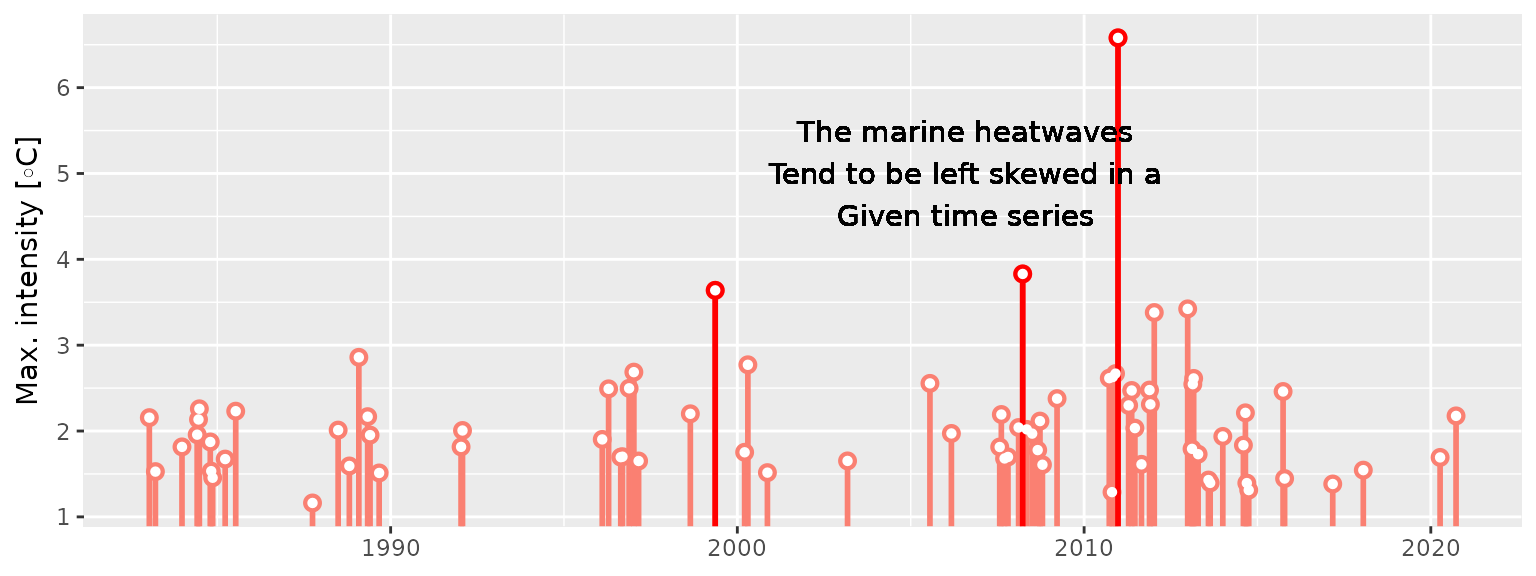 The marine heatwaves
Tend to be left skewed in a
Given time series
Max. intensity [◦C]
6
5
4
3
2
1
1990
2000
2010
2020